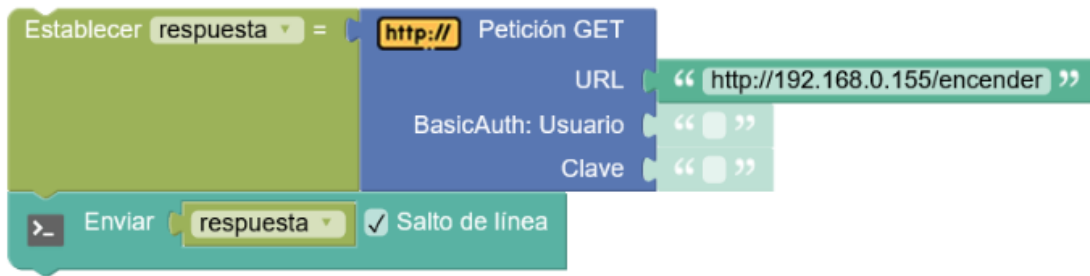 Establecer respuesta = http:// Petición GET
URL “ http://192.168.0.155/encender ”
BasicAuth: Usuario “ ”
Clave “ ”
>_ Enviar respuesta ✓ Salto de línea